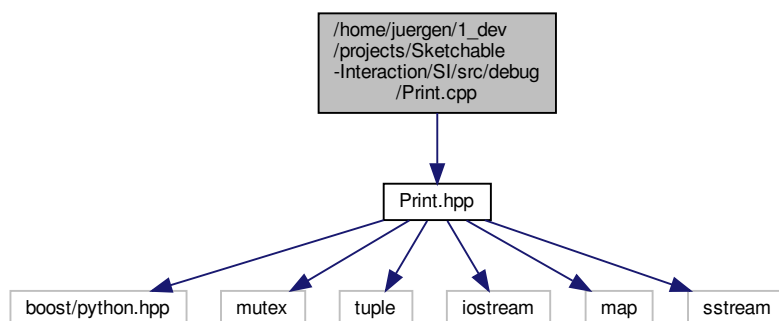 /home/juergen/1_dev
/projects/Sketchable
-Interaction/SI/src/debug
/Print.cpp
Print.hpp
boost/python.hpp
mutex
tuple
iostream
map
sstream